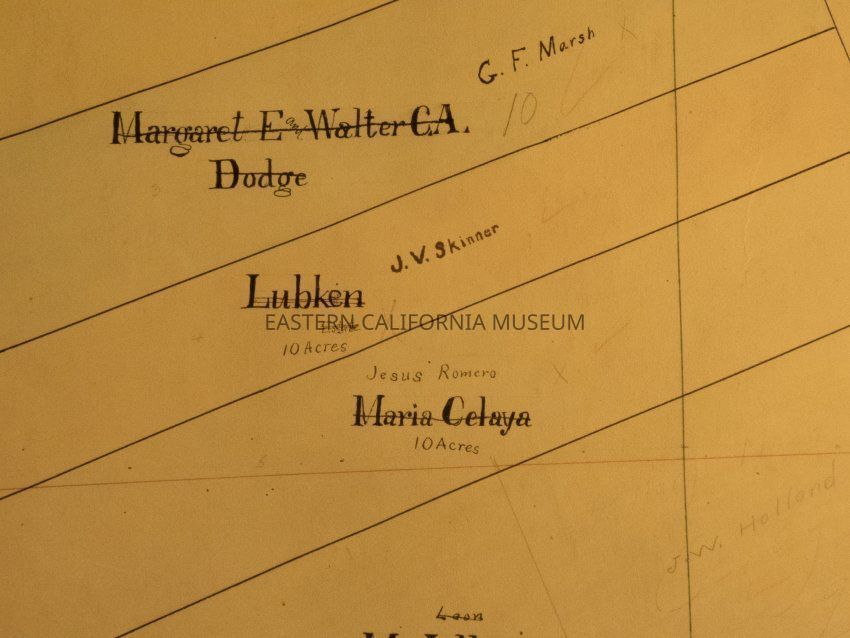 G. F. Marsh
10
Margaret E. and Walter C.A.
Dodge
J. V. Skinner
Lubken
EASTERN CALIFORNIA MUSEUM
10 Acres
Jesus Romero
Maria Celaya
10 Acres
J. W. Holland
Leon